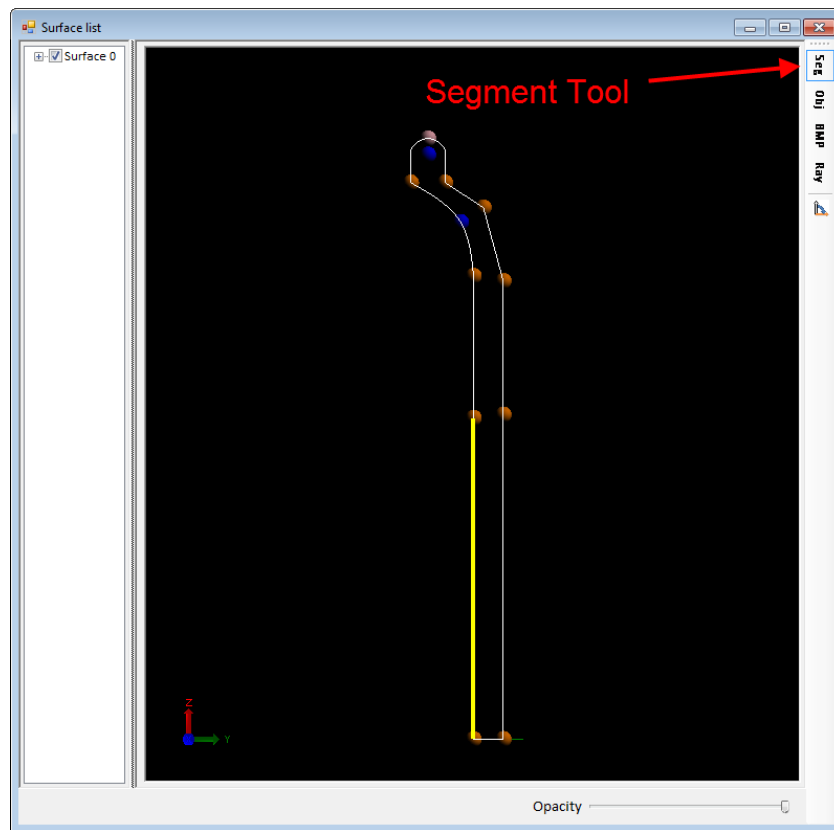 Surface list
Surface 0
Segment Tool
Seg
Obj
BMP
Ray
Z
Y
Opacity